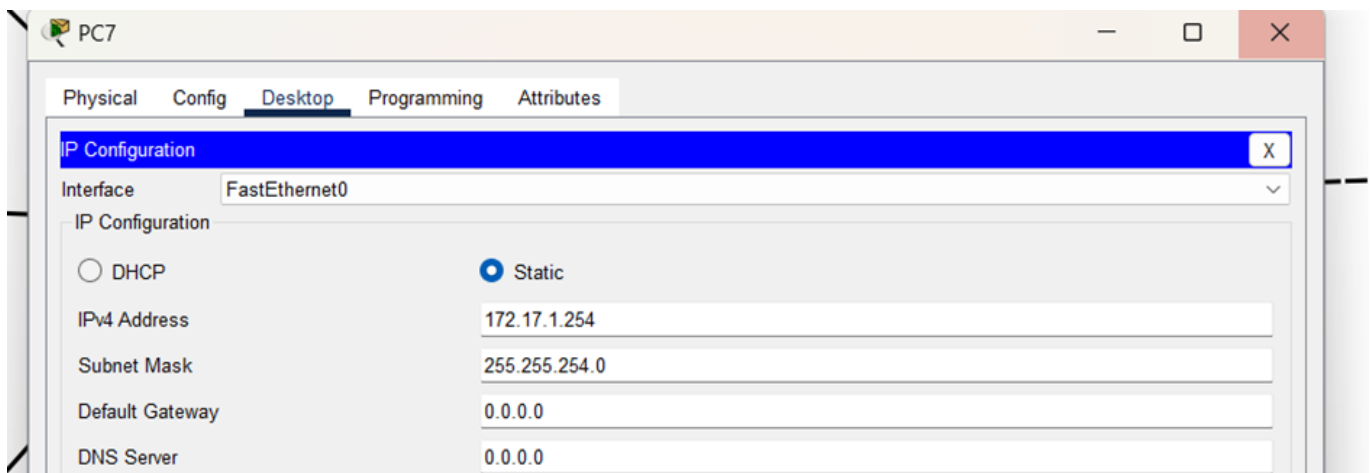 PC7
Physical Config Desktop Programming Attributes
IP Configuration X
Interface FastEthernet0
IP Configuration
DHCP Static
IPv4 Address 172.17.1.254
Subnet Mask 255.255.254.0
Default Gateway 0.0.0.0
DNS Server 0.0.0.0